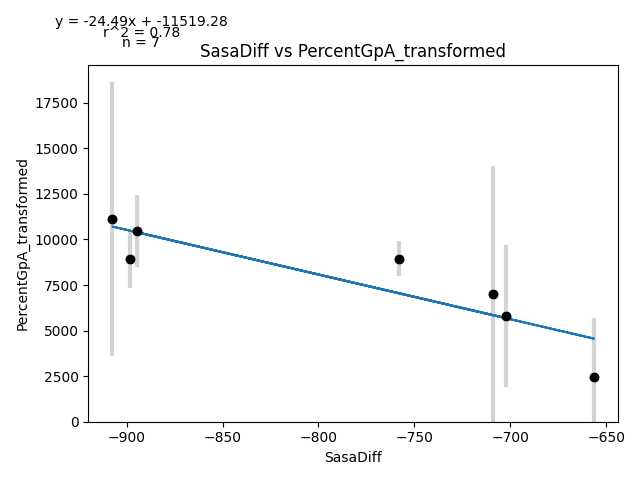 y = -24.49x + -11519.28
r^2 = 0.78
n = 7
SasaDiff vs PercentGpA_transformed
17500
15000
12500
10000
7500
5000
2500
0
PercentGpA_transformed
−900
−850
−800
−750
−700
−650
SasaDiff